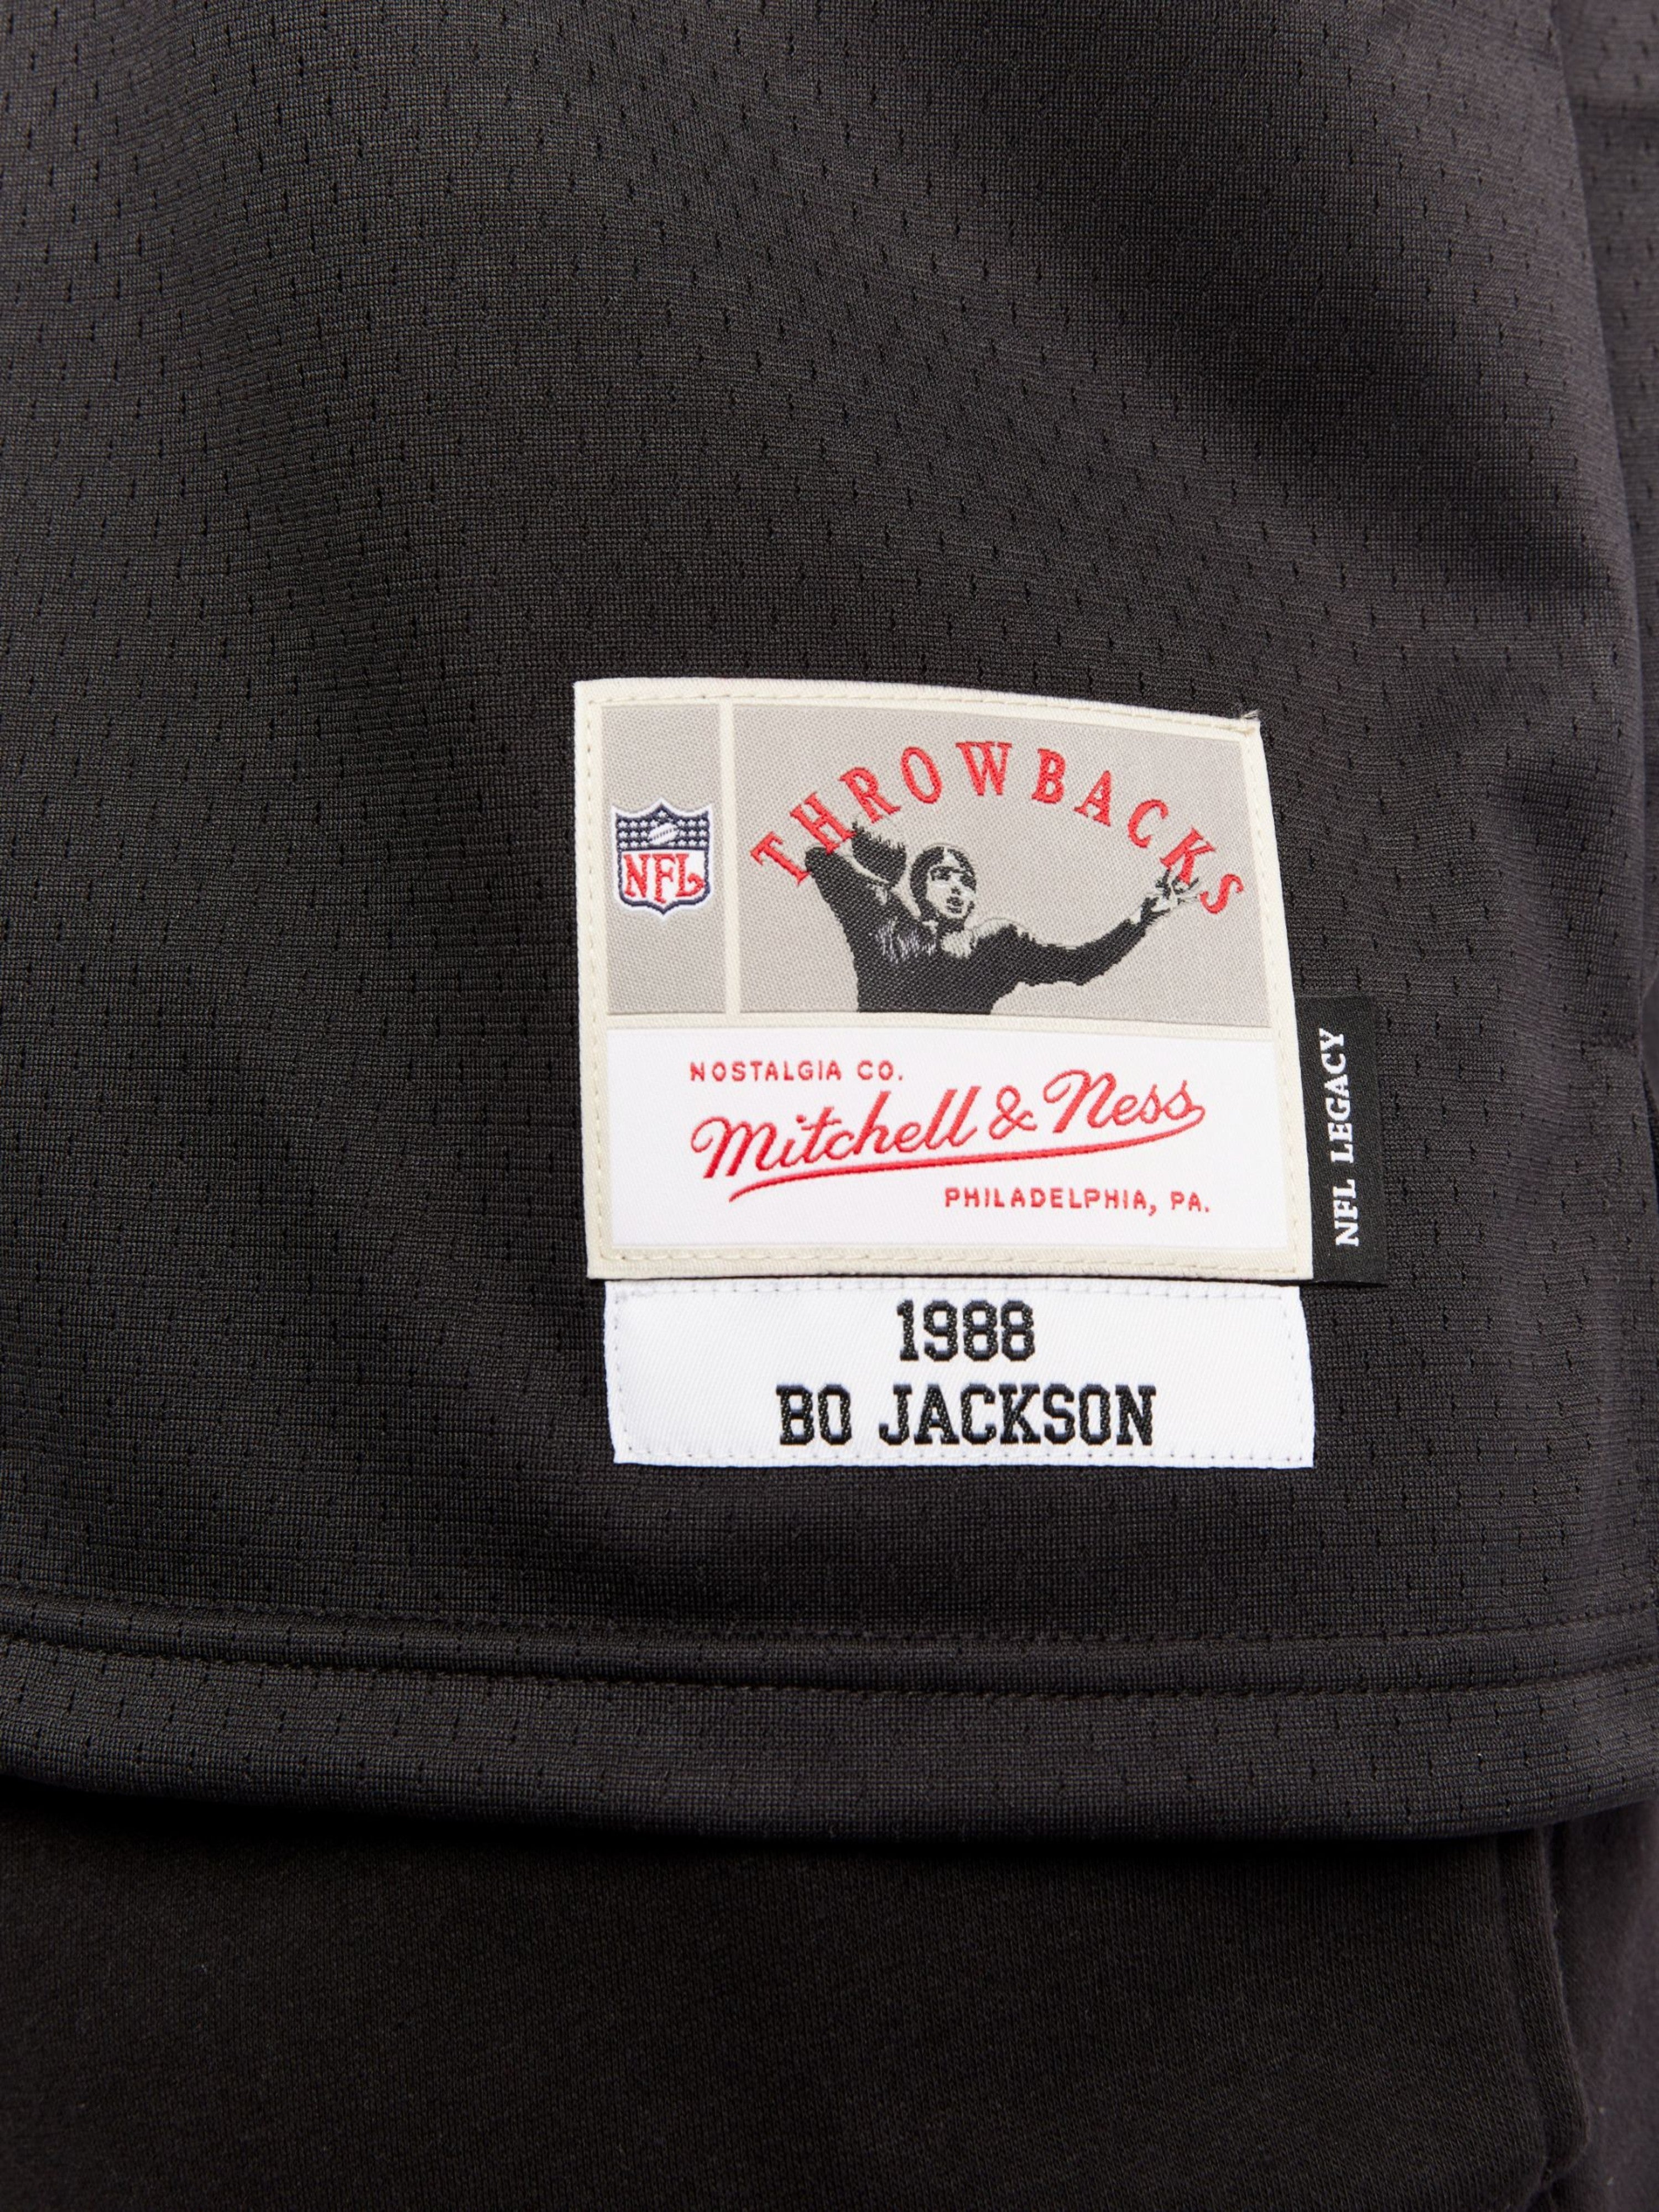 THROWBACKS
NFL
NOSTALGIA CO.
Mitchell & Ness
PHILADELPHIA, PA.
NFL LEGACY
1988
BO JACKSON